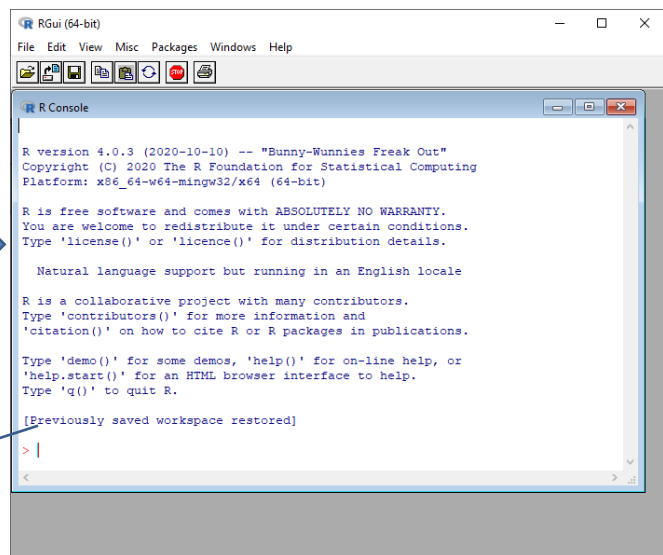 RGui (64-bit)
File Edit View Misc Packages Windows Help
STOP
R Console
R version 4.0.3 (2020-10-10) -- "Bunny-Wunnies Freak Out"
Copyright (C) 2020 The R Foundation for Statistical Computing
Platform: x86_64-w64-mingw32/x64 (64-bit)
R is free software and comes with ABSOLUTELY NO WARRANTY.
You are welcome to redistribute it under certain conditions.
Type 'license()' or 'licence()' for distribution details.
Natural language support but running in an English locale
R is a collaborative project with many contributors.
Type 'contributors()' for more information and
'citation()' on how to cite R or R packages in publications.
Type 'demo()' for some demos, 'help()' for on-line help, or
'help.start()' for an HTML browser interface to help.
Type 'q()' to quit R.
[Previously saved workspace restored]
>